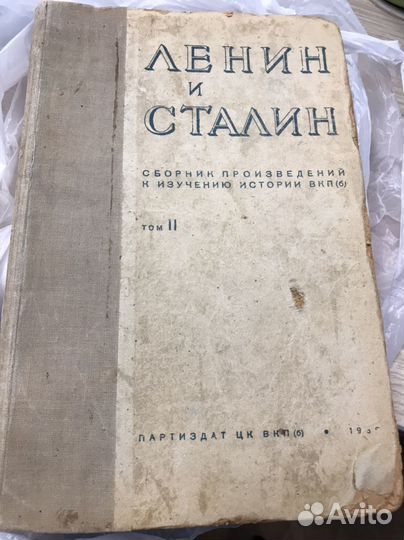 ЛЕНИН
И
СТАЛИН
СБОРНИК ПРОИЗВЕДЕНИЙ
К ИЗУЧЕНИЮ ИСТОРИИ ВКП(б)
ТОМ II
ПАРТИЗДАТ ЦК ВКП(б) •
Avito